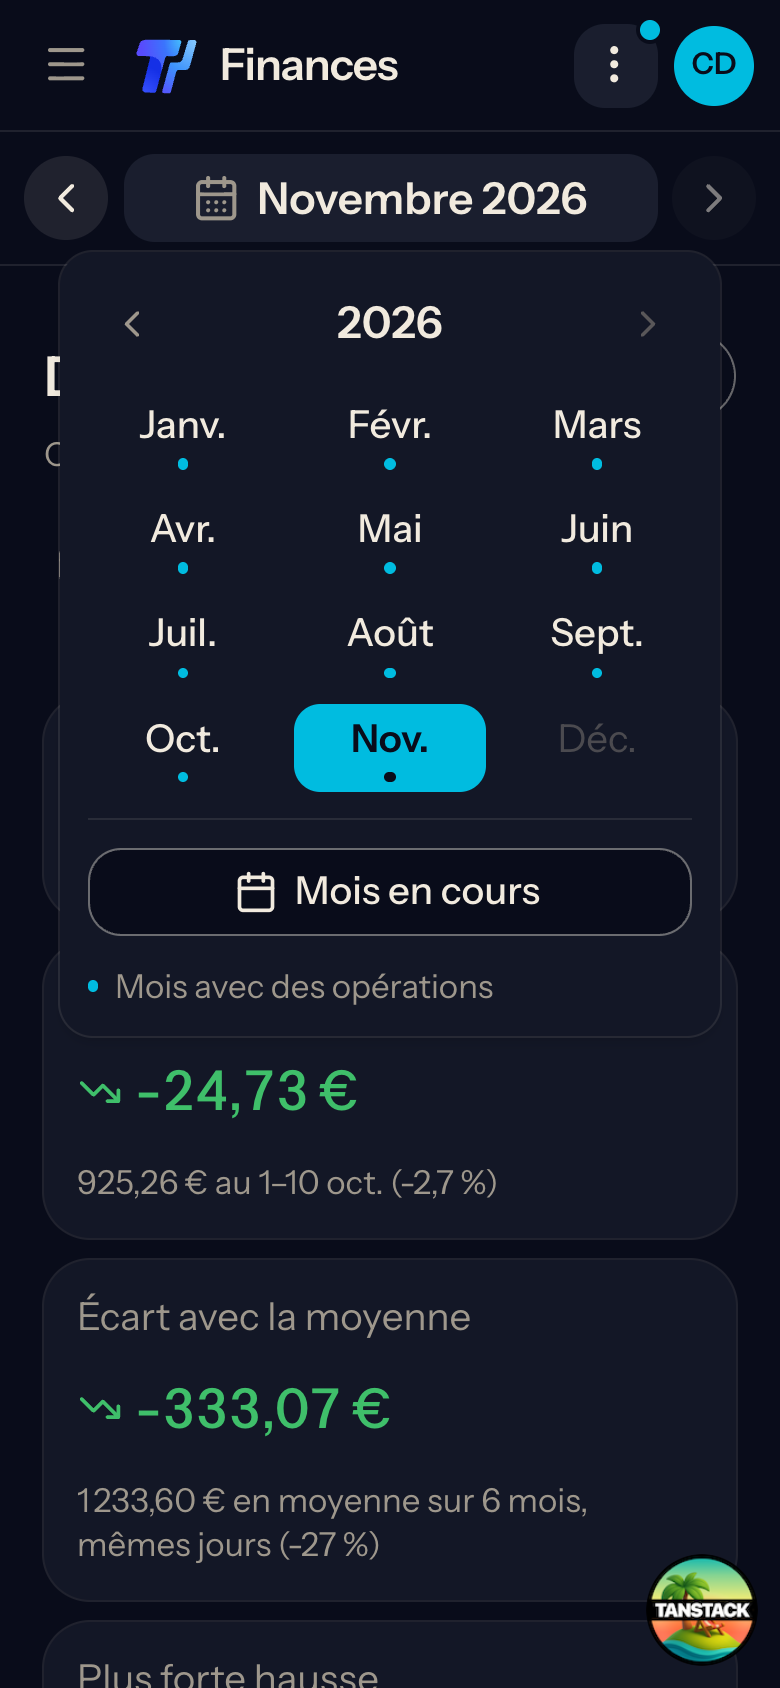 Finances
CD
Novembre 2026
2026
Janv. Févr. Mars
Avr. Mai Juin
Juil. Août Sept.
Oct. Nov. Déc.
Mois en cours
Mois avec des opérations
-24,73 €
925,26 € au 1–10 oct. (-2,7 %)
Écart avec la moyenne
-333,07 €
1 233,60 € en moyenne sur 6 mois,
mêmes jours (-27 %)
TANSTACK
Plus forte hausse